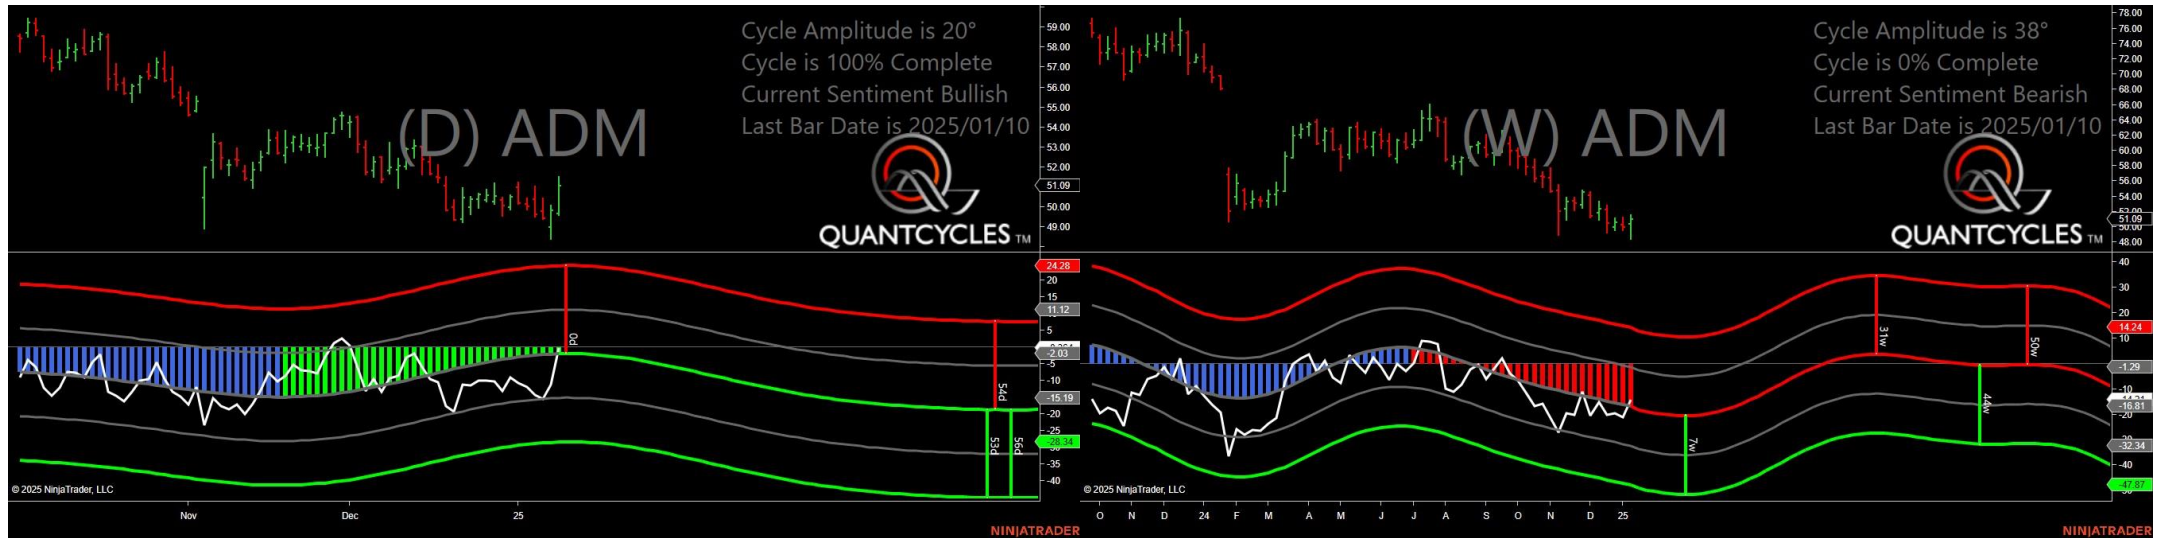 Cycle Amplitude is 20°
Cycle is 100% Complete
Current Sentiment Bullish
Last Bar Date is 2025/01/10
(D) ADM
QUANTCYCLES TM
59.00
58.00
57.00
56.00
55.00
54.00
53.00
52.00
51.09
50.00
49.00
24.28
20
15
11.12
5
-2.03
-5
-10
-15.19
-20
-25
-28.34
-35
-40
0d
54d
53d
56d
© 2025 NinjaTrader, LLC
Nov
Dec
25
NINJATRADER
Cycle Amplitude is 38°
Cycle is 0% Complete
Current Sentiment Bearish
Last Bar Date is 2025/01/10
(W) ADM
QUANTCYCLES TM
78.00
76.00
74.00
72.00
70.00
68.00
66.00
64.00
62.00
60.00
58.00
56.00
54.00
51.09
50.00
48.00
40
30
20
14.24
10
-1.29
-10
-16.81
-20
-32.34
-40
-47.87
31w
50w
44w
7w
© 2025 NinjaTrader, LLC
O
N
D
24
F
M
A
M
J
J
A
S
O
N
D
25
NINJATRADER